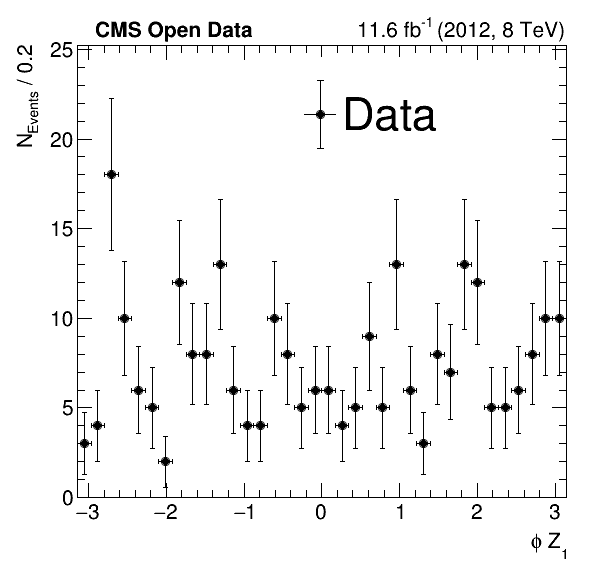 CMS Open Data 11.6 fb-1 (2012, 8 TeV)
NEvents / 0.2
25
20
15
10
5
0
Data
−3 −2 −1 0 1 2 3
ϕ Z1